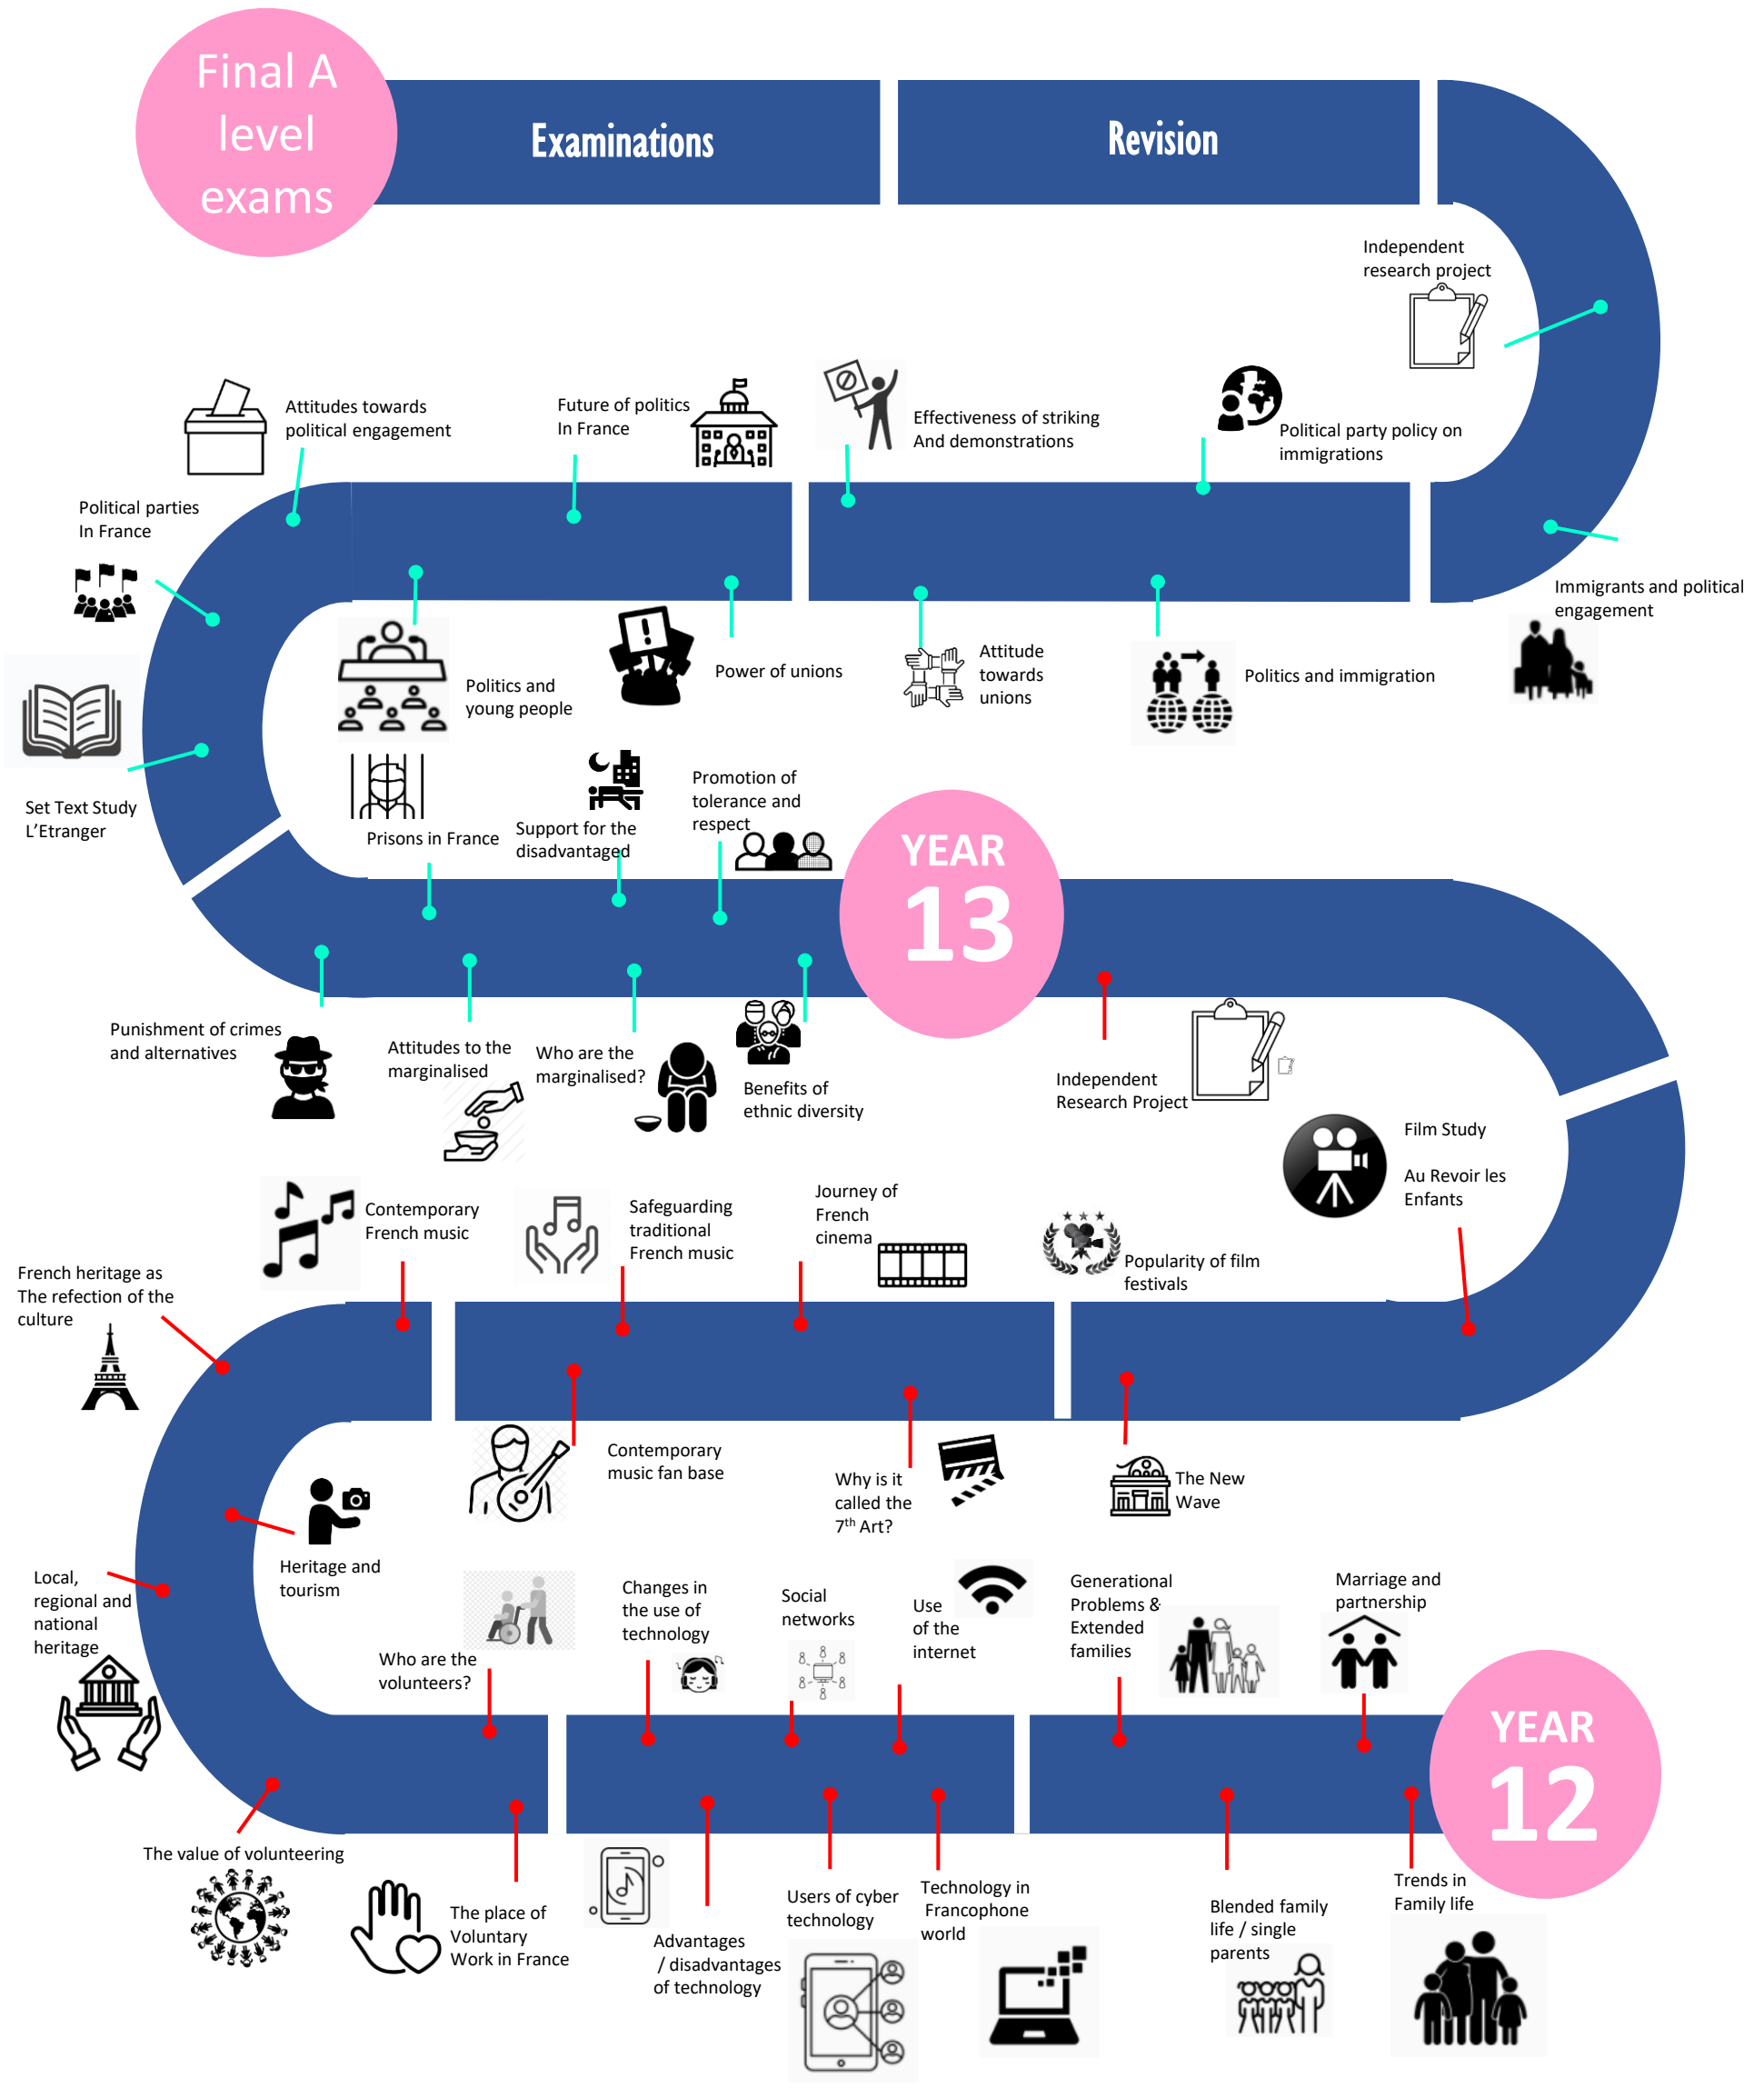 Final A
level
exams
Examinations
Revision
Independent
research project
Attitudes towards
political engagement
Future of politics
In France
Effectiveness of striking
And demonstrations
Political party policy on
immigrations
Political parties
In France
Immigrants and political
engagement
Politics and
young people
Power of unions
Attitude
towards
unions
Politics and immigration
Set Text Study
L'Etranger
Prisons in France
Support for the
disadvantaged
Promotion of
tolerance and
respect
YEAR
13
Punishment of crimes
and alternatives
Attitudes to the
marginalised
Who are the
marginalised?
Benefits of
ethnic diversity
Independent
Research Project
Film Study
Au Revoir les
Enfants
Contemporary
French music
Safeguarding
traditional
French music
Journey of
French
cinema
Popularity of film
festivals
French heritage as
The refection of the
culture
Contemporary
music fan base
Why is it
called the
7th Art?
The New
Wave
Heritage and
tourism
Local,
regional and
national
heritage
Who are the
volunteers?
Changes in
the use of
technology
Social
networks
Use
of the
internet
Generational
Problems &
Extended
families
Marriage and
partnership
YEAR
12
The value of volunteering
The place of
Voluntary
Work in France
Advantages
/ disadvantages
of technology
Users of cyber
technology
Technology in
Francophone
world
Blended family
life / single
parents
Trends in
Family life